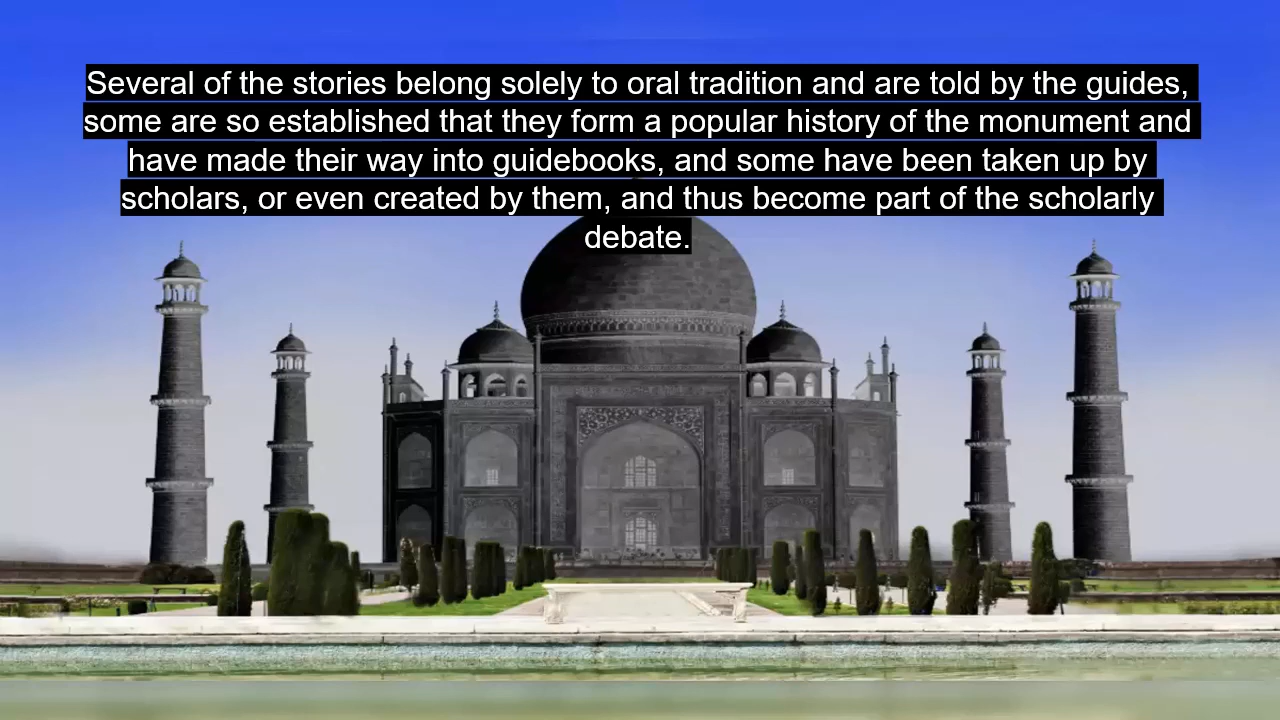 Several of the stories belong solely to oral tradition and are told by the guides,
some are so established that they form a popular history of the monument and
have made their way into guidebooks, and some have been taken up by
scholars, or even created by them, and thus become part of the scholarly
debate.